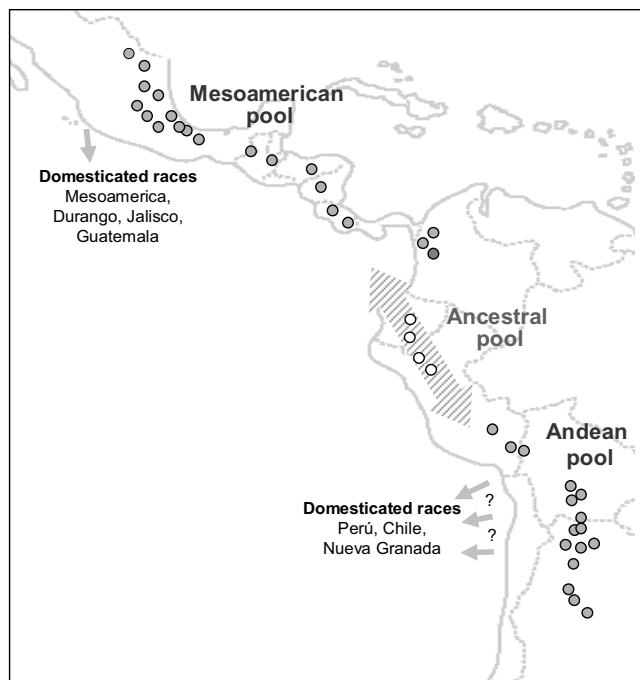 Mesoamerican
pool
Domesticated races
Mesoamerica,
Durango, Jalisco,
Guatemala
Ancestral
pool
Andean
pool
?
Domesticated races
Perú, Chile,
?
Nueva Granada